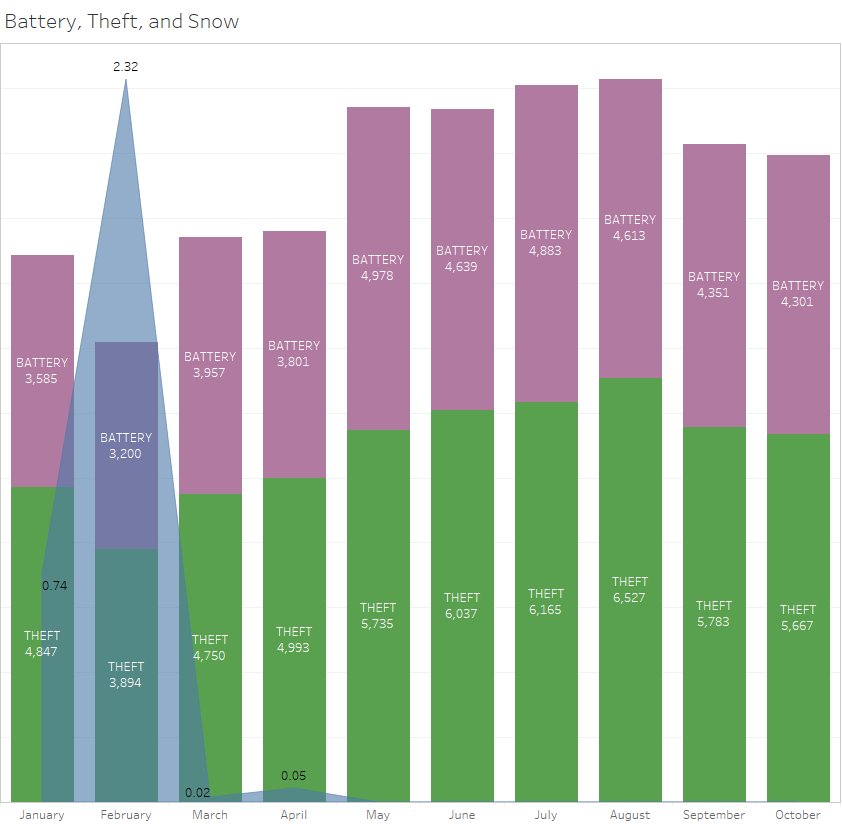 Battery, Theft, and Snow
2.32
BATTERY
3,585
BATTERY
3,200
BATTERY
3,957
BATTERY
3,801
BATTERY
4,978
BATTERY
4,639
BATTERY
4,883
BATTERY
4,613
BATTERY
4,351
BATTERY
4,301
0.74
THEFT
4,847
THEFT
3,894
THEFT
4,750
THEFT
4,993
THEFT
5,735
THEFT
6,037
THEFT
6,165
THEFT
6,527
THEFT
5,783
THEFT
5,667
0.02
0.05
January February March April May June July August September October